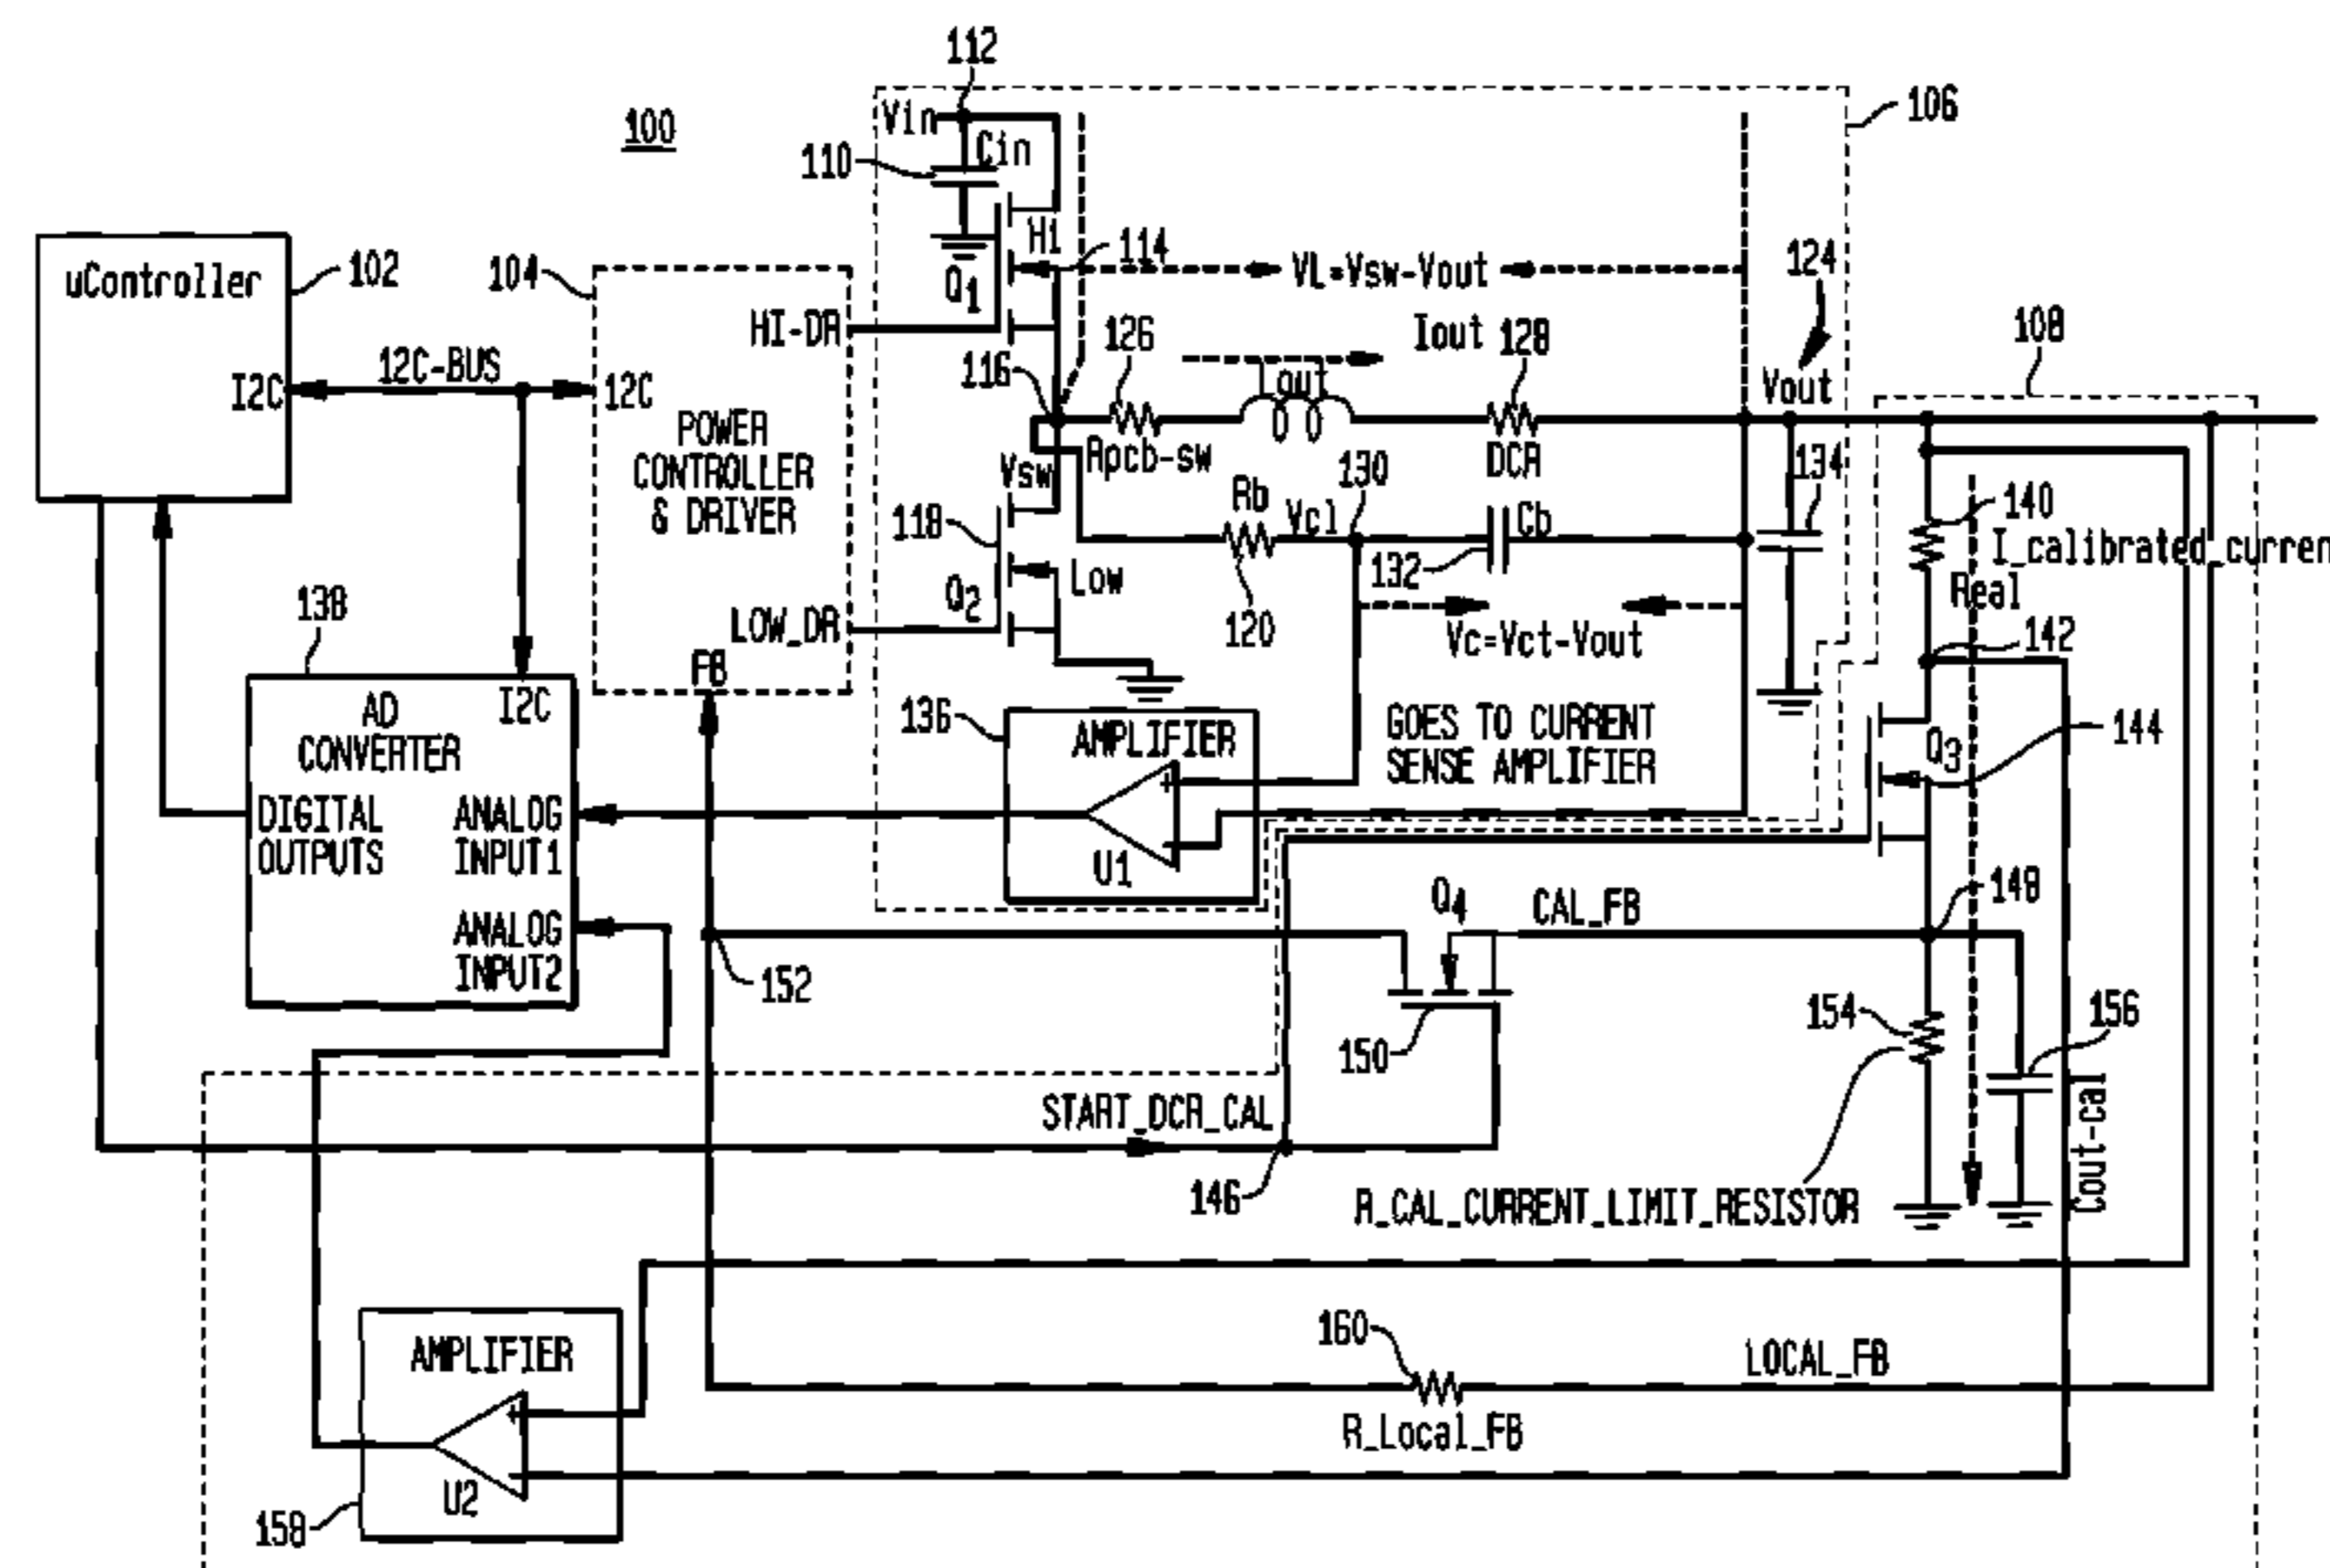 112
Vin
106
100
Cin
110
H1
114
124
uController
102
104
Q1
VL=Vsw-Vout
HI-DR
126
Iout
128
108
12C-BUS
116
Lout
Vout
I2C
12C
POWER
CONTROLLER
& DRIVER
Rpcb-sw
DCR
Vsw
130
134
140
118
Rb
Vcl
Cb
I_calibrated_curren
138
Q2
Low
132
Real
LOW_DR
120
Vc=Vct-Vout
142
FB
I2C
AD
CONVERTER
136
AMPLIFIER
GOES TO CURRENT
SENSE AMPLIFIER
Q3
144
DIGITAL
OUTPUTS
ANALOG
INPUT1
U1
Q4
CAL_FB
148
ANALOG
INPUT2
152
154
156
150
START_DCR_CAL
Cout-cal
146
R_CAL_CURRENT_LIMIT_RESISTOR
160
LOCAL_FB
AMPLIFIER
R_Local_FB
U2
158